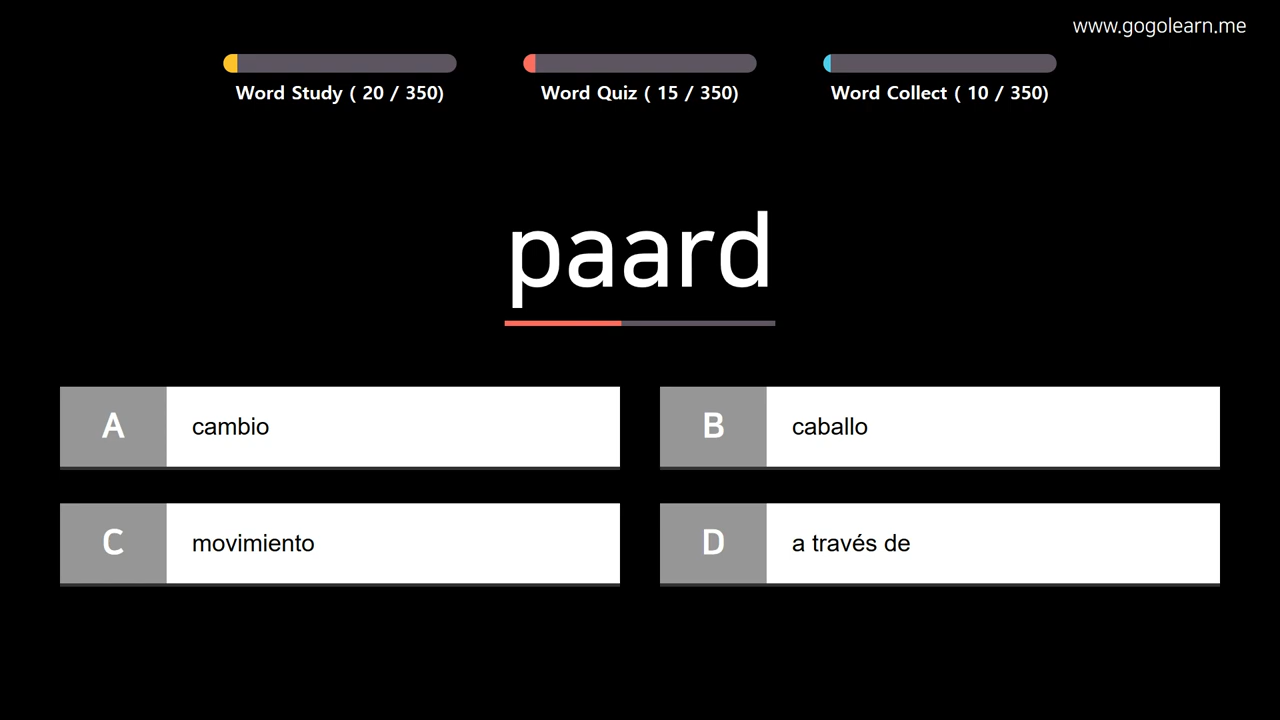 www.gogolearn.me
Word Study ( 20 / 350)
Word Quiz ( 15 / 350)
Word Collect ( 10 / 350)
paard
A cambio
B caballo
C movimiento
D a través de